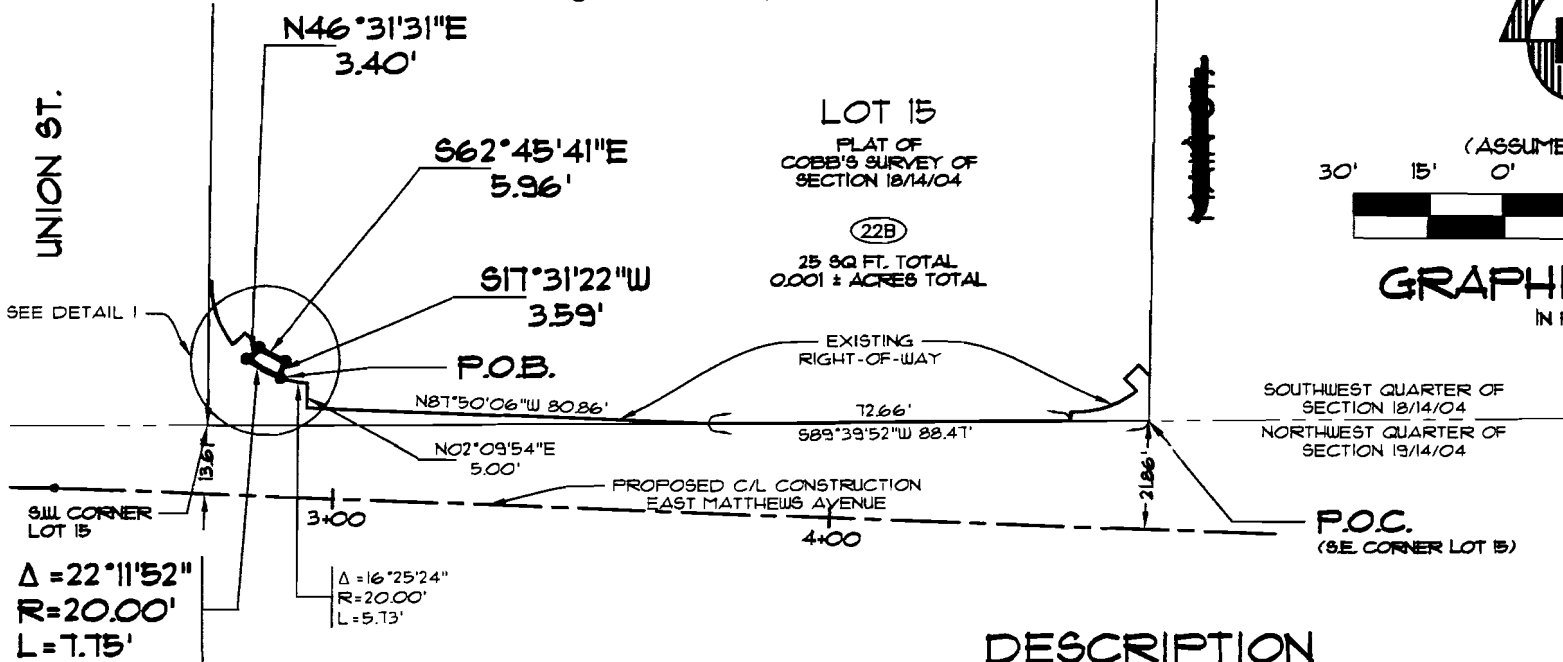 N46°31'31"E
3.40'
UNION ST.
S62°45'41"E
5.96'
LOT 15
PLAT OF
COBB'S SURVEY OF
SECTION 18/14/04
22B
25 SQ FT. TOTAL
0.001 ± ACRES TOTAL
(ASSUME
30' 15' 0'
GRAPHI
IN
S17°31'22"W
3.59'
SEE DETAIL 1
P.O.B.
EXISTING
RIGHT-OF-WAY
N87°50'06"W 80.86'
72.66'
S89°39'52"W 88.47'
SOUTHWEST QUARTER OF
SECTION 18/14/04
NORTHWEST QUARTER OF
SECTION 19/14/04
N02°09'54"E
5.00'
13.67'
21.86'
PROPOSED C/L CONSTRUCTION
EAST MATTHEWS AVENUE
S.W. CORNER
LOT 15
3+00
4+00
P.O.C.
(S.E. CORNER LOT 15)
Δ =22°11'52"
R=20.00'
L=7.75'
Δ =16°25'24"
R=20.00'
L=5.73'
DESCRIPTION